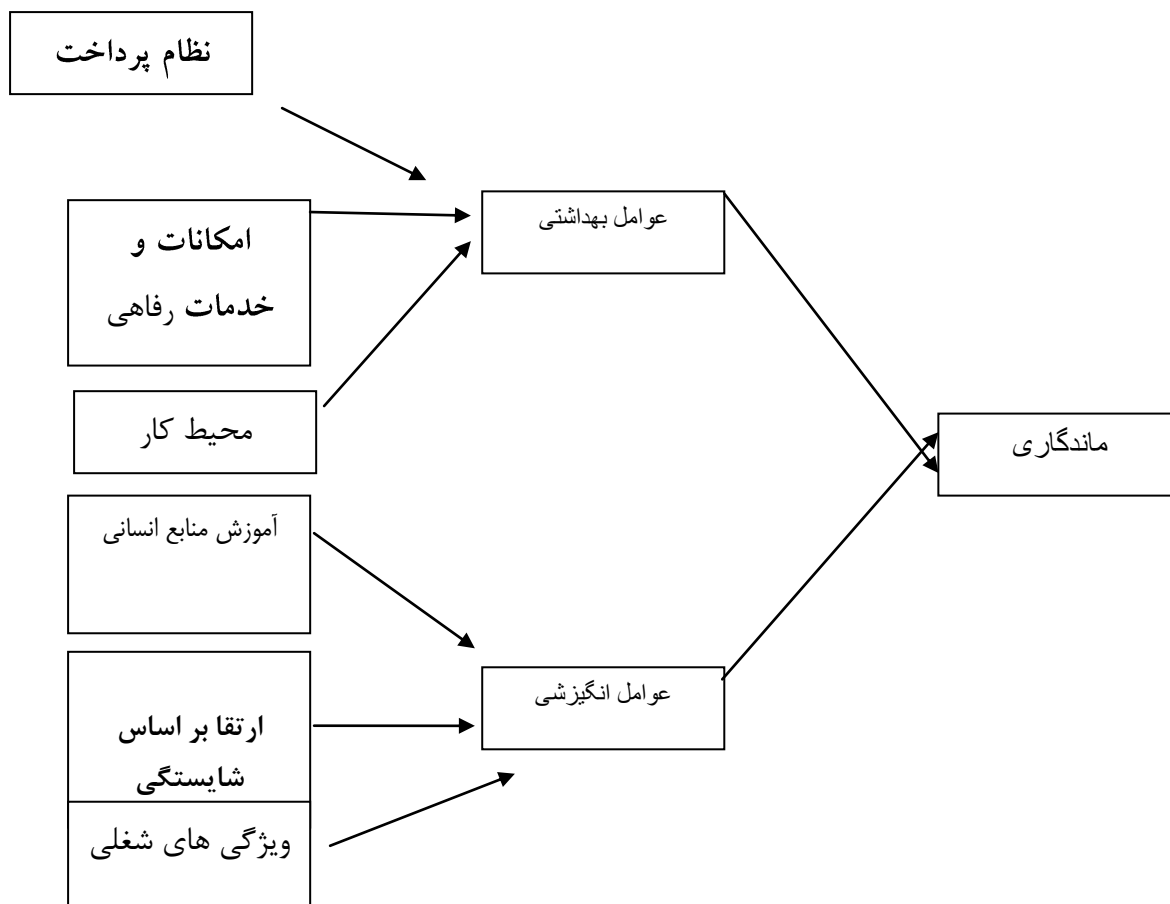 نظام پرداخت
امکانات و
خدمات رفاهی
محیط کار
آموزش منابع انسانی
ارتقا بر اساس
شایستگی
ویژگی های شغلی
عوامل بهداشتی
عوامل انگیزشی
ماندگاری